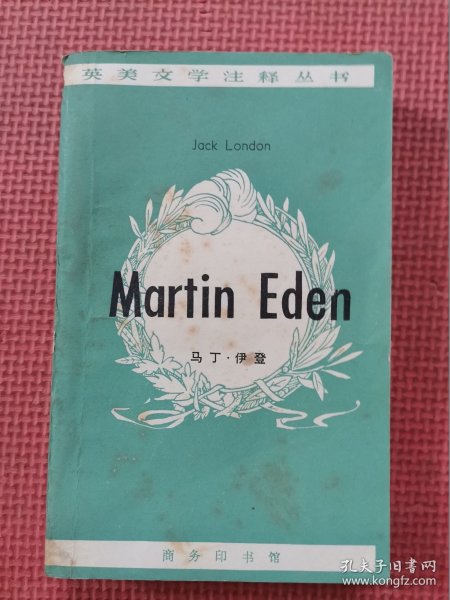 英美文学注释丛书
Jack London
Martin Eden
马丁·伊登
商务印书馆
孔夫子旧书网
www.kongfz.com